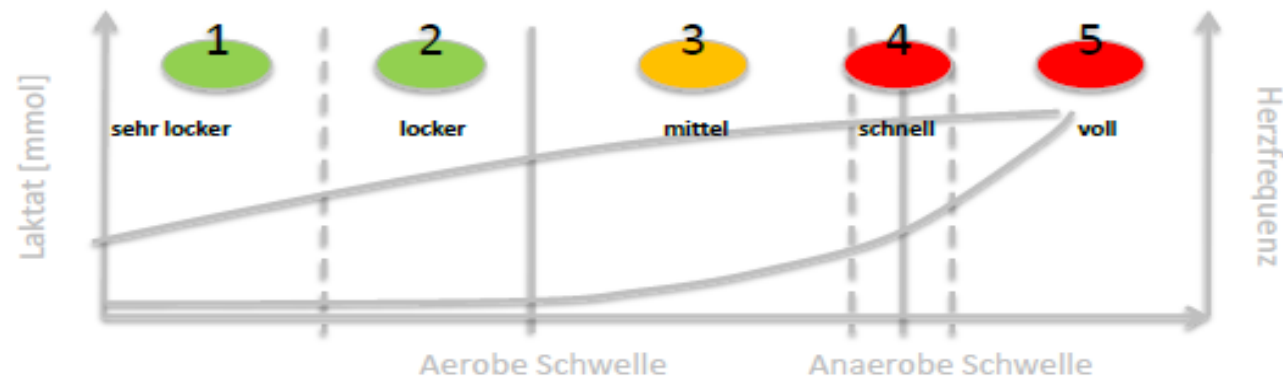 1 2 3 4 5
sehr locker locker mittel schnell voll
Laktat [mmol]
Herzfrequenz
Aerobe Schwelle Anaerobe Schwelle